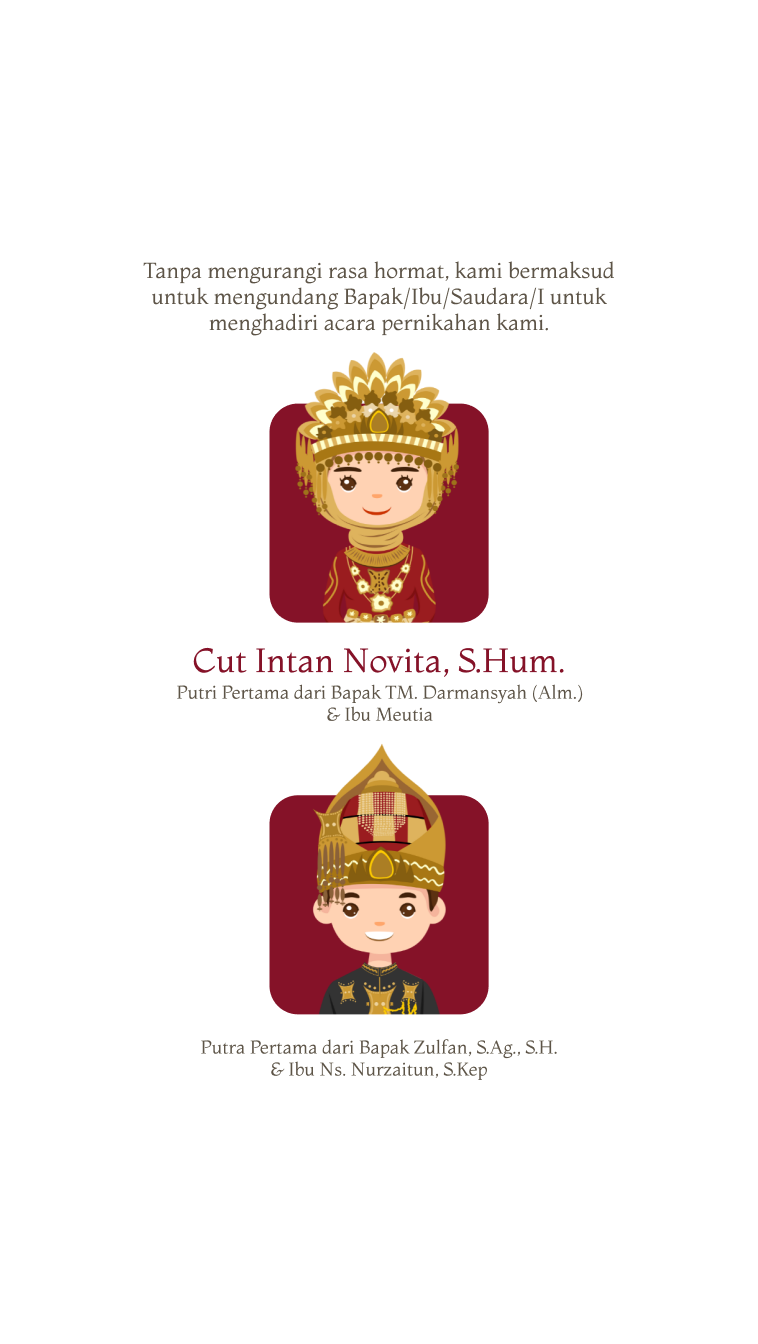 Tanpa mengurangi rasa hormat, kami bermaksud
untuk mengundang Bapak/Ibu/Saudara/I untuk
menghadiri acara pernikahan kami.
Cut Intan Novita, S.Hum.
Putri Pertama dari Bapak TM. Darmansyah (Alm.)
& Ibu Meutia
Putra Pertama dari Bapak Zulfan, S.Ag., S.H.
& Ibu Ns. Nurzaitun, S.Kep